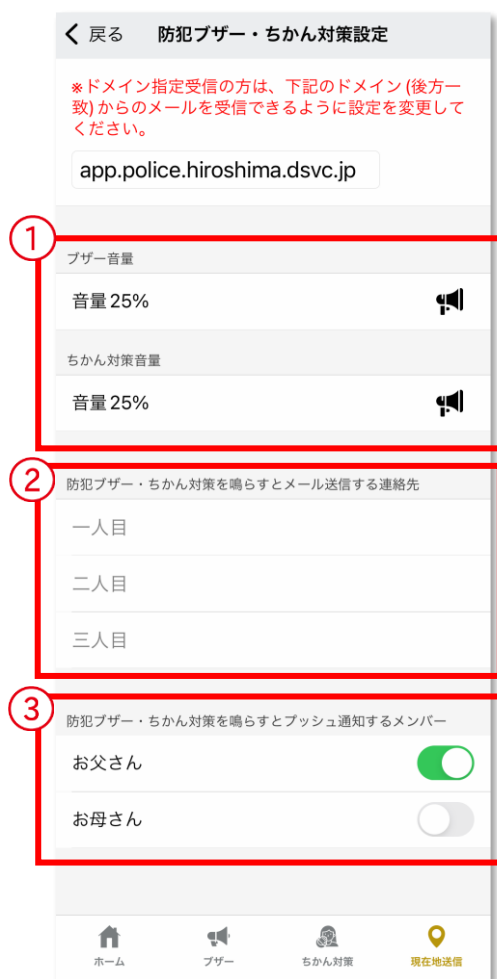 戻る 防犯ブザー・ちかん対策設定
※ドメイン指定受信の方は、下記のドメイン(後方一
致)からのメールを受信できるように設定を変更して
ください。
app.police.hiroshima.dsvc.jp
①
ブザー音量
音量25%
ちかん対策音量
音量25%
②
防犯ブザー・ちかん対策を鳴らすとメール送信する連絡先
一人目
二人目
三人目
③
防犯ブザー・ちかん対策を鳴らすとプッシュ通知するメンバー
お父さん
お母さん
ホーム ブザー ちかん対策 現在地送信